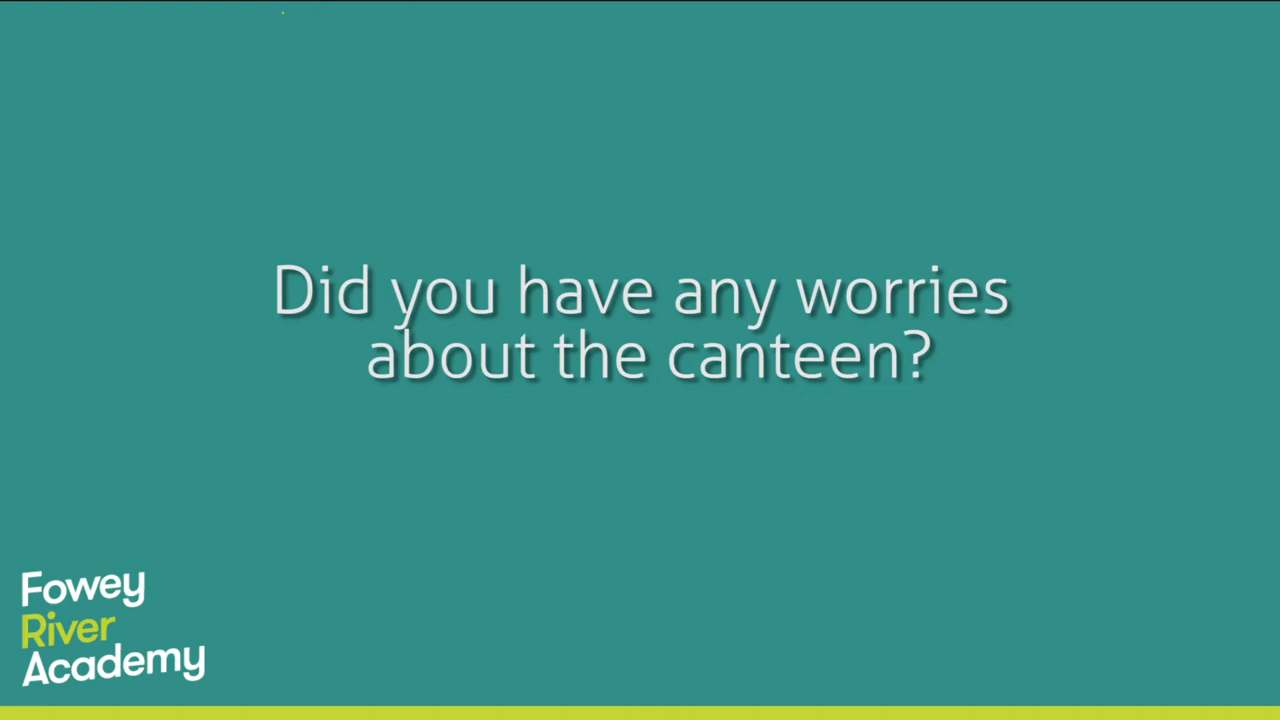 Did you have any worries
about the canteen?
Fowey
River
Academy